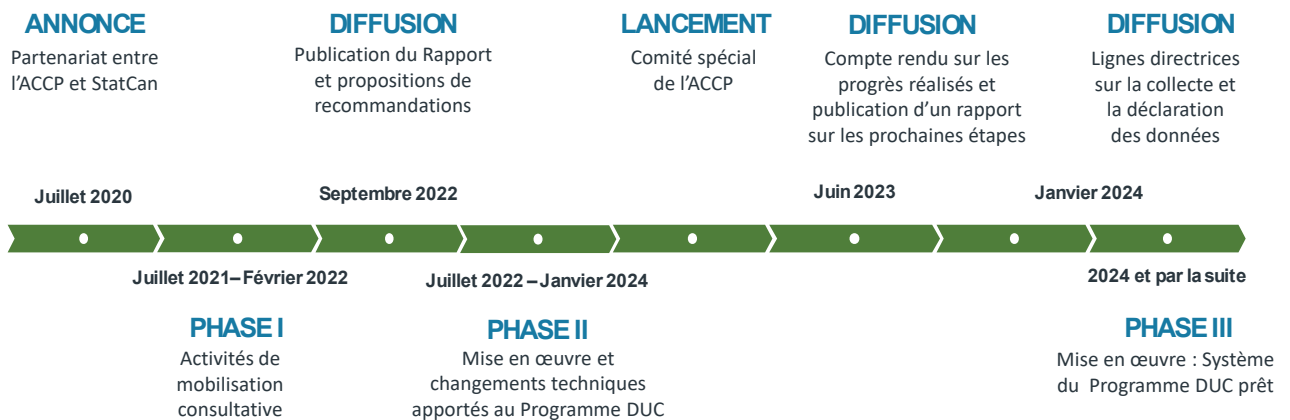 ANNONCE
Partenariat entre
l'ACCP et StatCan
DIFFUSION
Publication du Rapport
et propositions de
recommandations
LANCEMENT
Comité spécial
de l'ACCP
DIFFUSION
Compte rendu sur les
progrès réalisés et
publication d'un rapport
sur les prochaines étapes
DIFFUSION
Lignes directrices
sur la collecte et
la déclaration
des données
Juillet 2020
Septembre 2022
Juin 2023
Janvier 2024
Juillet 2021–Février 2022
Juillet 2022 – Janvier 2024
2024 et par la suite
PHASE I
Activités de
mobilisation
consultative
PHASE II
Mise en œuvre et
changements techniques
apportés au Programme DUC
PHASE III
Mise en œuvre : Système
du Programme DUC prêt